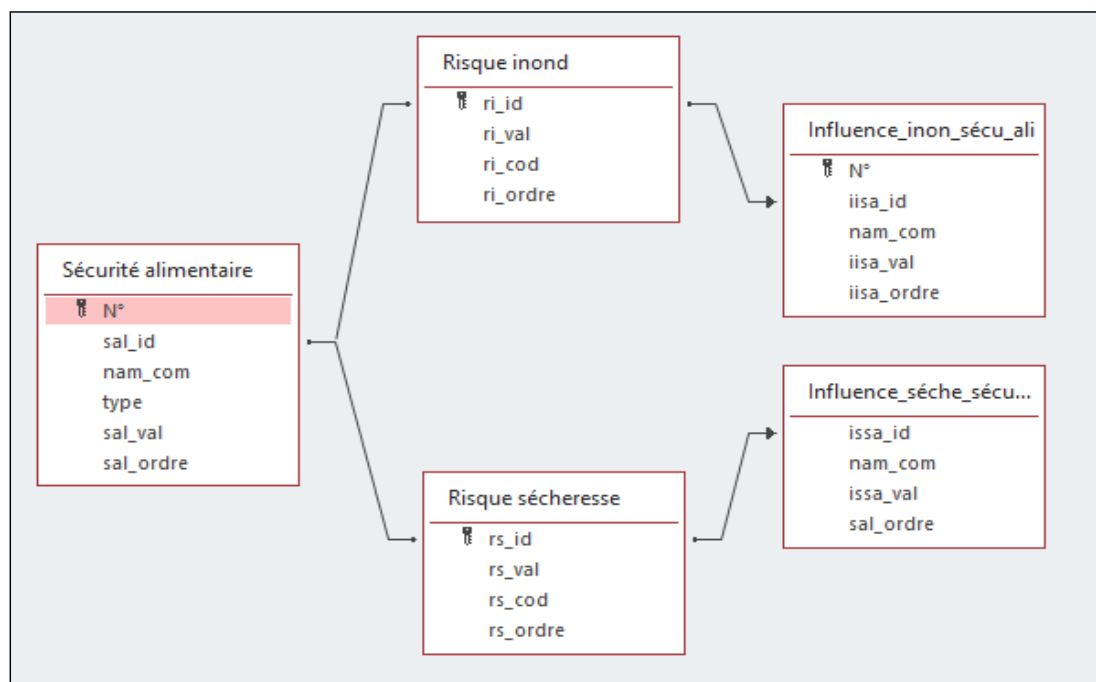 Risque inond
ri_id
ri_val
ri_cod
ri_ordre
Influence_inon_sécu_ali
N°
iisa_id
nam_com
iisa_val
iisa_ordre
Sécurité alimentaire
N°
sal_id
nam_com
type
sal_val
sal_ordre
Influence_séche_sécu...
issa_id
nam_com
issa_val
sal_ordre
Risque sécheresse
rs_id
rs_val
rs_cod
rs_ordre